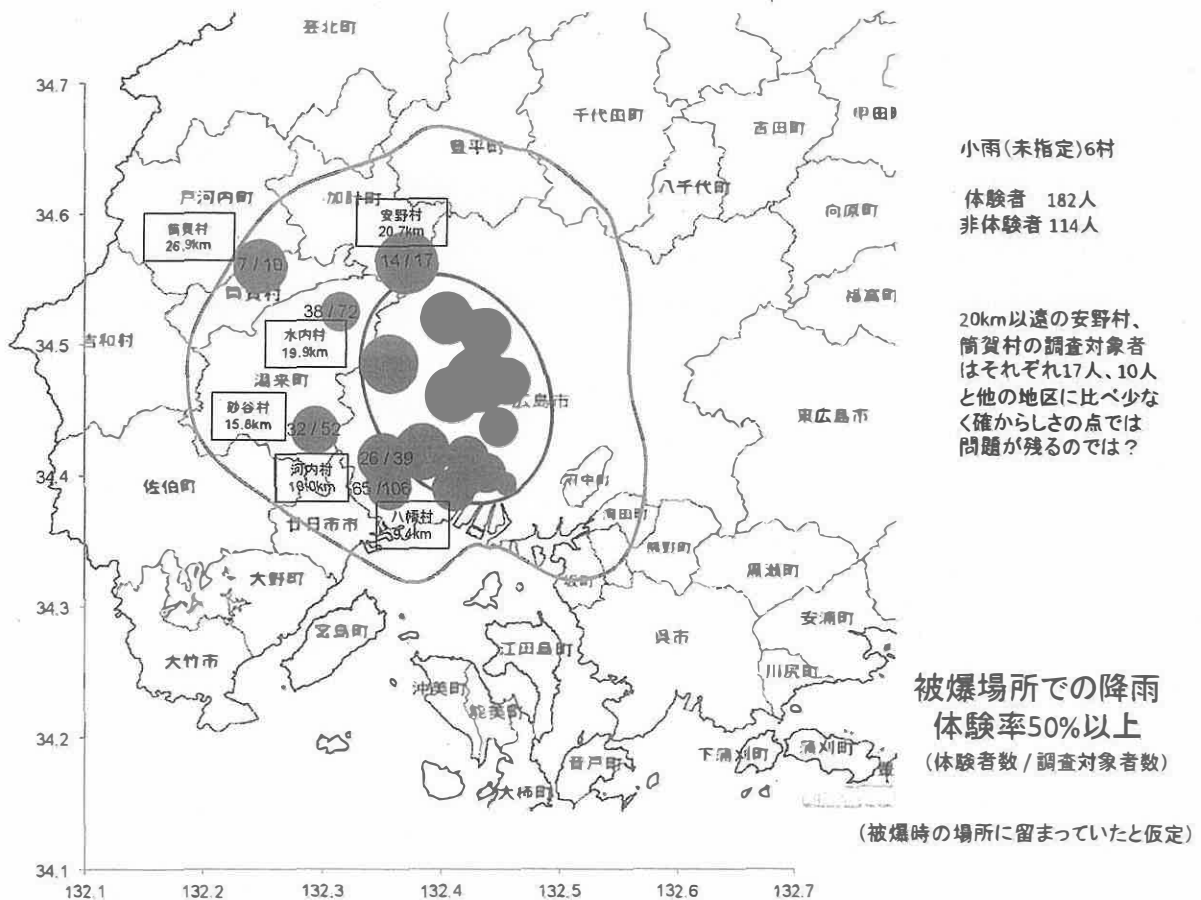 芸北町
34.7
千代田町
吉田町
豊平町
小雨(未指定)6村
八千代町
戸河内町
加計町
体験者 182人
非体験者 114人
34.6
向原町
安野村
20.7km
筒賀村
26.9km
7/10
14/17
筒賀村
38/72
水内村
19.9km
吉和村
34.5
20km以遠の安野村、
筒賀村の調査対象者
はそれぞれ17人、10人
と他の地区に比べ少な
く確からしさの点では
問題が残るのでは?
湯来町
広島市
砂谷村
東広島市
32/52
26/39
34.4
河内村
佐伯町
65/106
府中町
八幡村
9.4km
海田町
廿日市市
熊野町
黒瀬町
大野町
坂町
34.3
安浦町
宮島町
江田島町
呉市
大竹市
川尻町
沖美町
能美町
被爆場所での降雨
体験率50%以上
(体験者数/調査対象者数)
34.2
下蒲刈町
蒲刈町
音戸町
大柿町
(被爆時の場所に留まっていたと仮定)
34.1
132.1
132.2
132.3
132.4
132.5
132.6
132.7